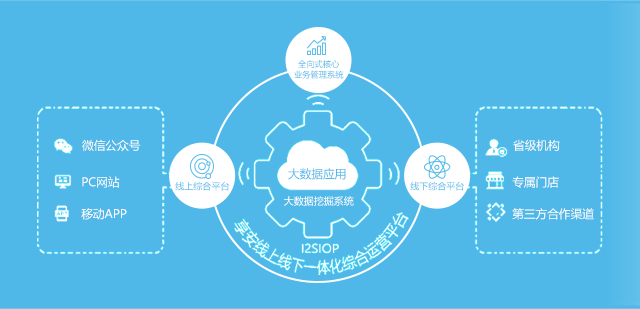 全向式核心
业务管理系统
微信公众号
PC网站
移动APP
线上综合平台
大数据应用
大数据挖掘系统
线下综合平台
省级机构
专属门店
第三方合作渠道
I2SIOP
享安线上线下一体化综合运营平台